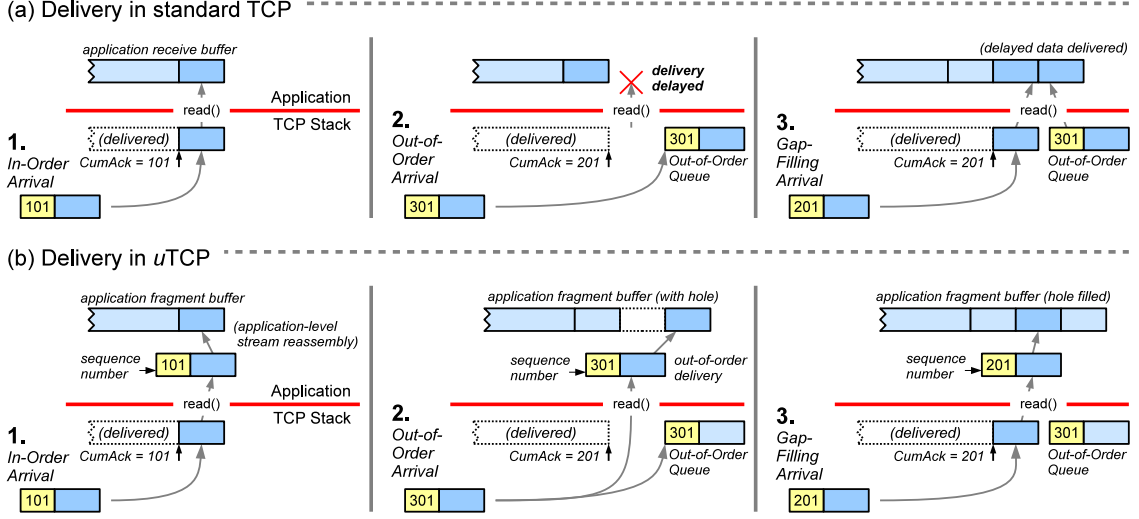 (a) Delivery in standard TCP
application receive buffer
read()
Application
TCP Stack
1.
In-Order
Arrival
(delivered)
CumAck = 101
101
delivery
delayed
read()
2.
Out-of-
Order
Arrival
(delivered)
CumAck = 201
301
Out-of-Order
Queue
301
(delayed data delivered)
read()
3.
Gap-
Filling
Arrival
(delivered)
CumAck = 201
301
Out-of-Order
Queue
201
(b) Delivery in uTCP
application fragment buffer
(application-level
stream reassembly)
sequence
number
101
read()
Application
TCP Stack
1.
In-Order
Arrival
(delivered)
CumAck = 101
101
application fragment buffer (with hole)
sequence
number
301
out-of-order
delivery
read()
2.
Out-of-
Order
Arrival
(delivered)
CumAck = 201
301
Out-of-Order
Queue
301
application fragment buffer (hole filled)
sequence
number
201
read()
3.
Gap-
Filling
Arrival
(delivered)
CumAck = 201
301
Out-of-Order
Queue
201